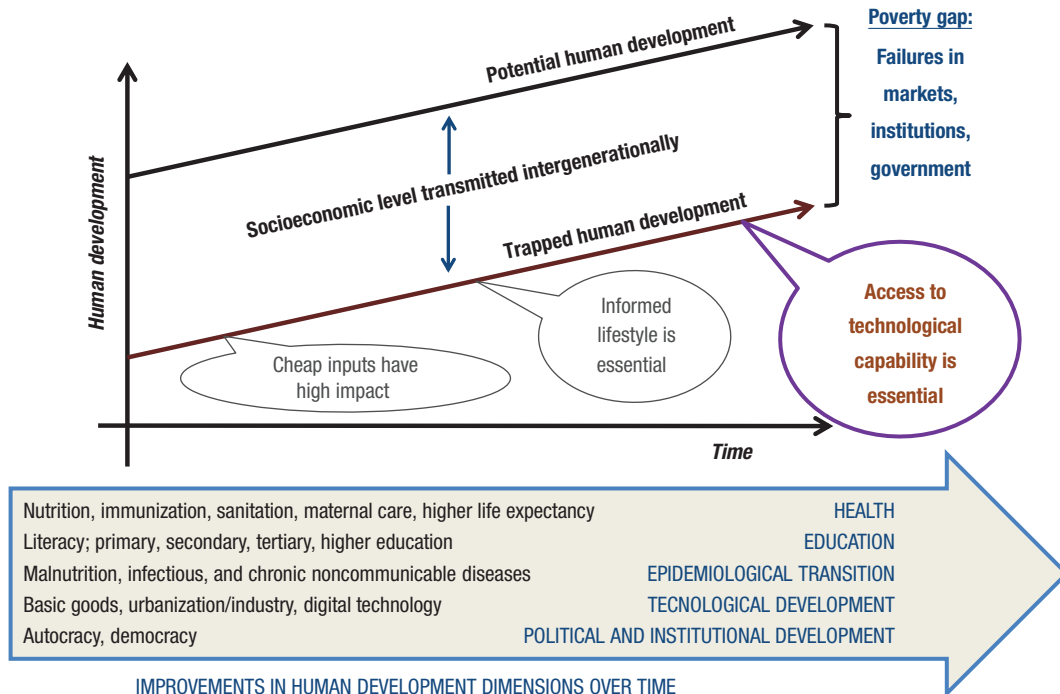 Poverty gap:
Failures in
markets,
institutions,
government
Potential human development
Socioeconomic level transmitted intergenerationally
Trapped human development
Human development
Cheap inputs have
high impact
Informed
lifestyle is
essential
Access to
technological
capability is
essential
Time
Nutrition, immunization, sanitation, maternal care, higher life expectancy HEALTH
Literacy; primary, secondary, tertiary, higher education EDUCATION
Malnutrition, infectious, and chronic noncommunicable diseases EPIDEMIOLOGICAL TRANSITION
Basic goods, urbanization/industry, digital technology TECNOLOGICAL DEVELOPMENT
Autocracy, democracy POLITICAL AND INSTITUTIONAL DEVELOPMENT
IMPROVEMENTS IN HUMAN DEVELOPMENT DIMENSIONS OVER TIME